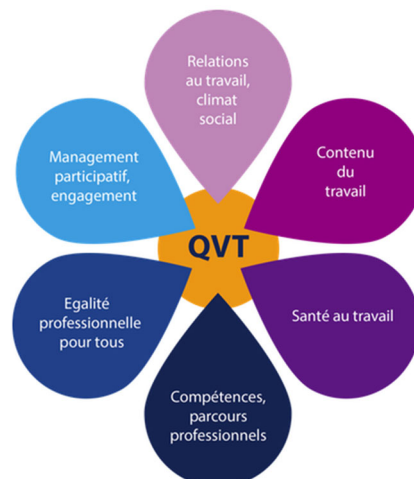 Relations
au travail,
climat
social
Contenu
du
travail
Santé au travail
Compétences,
parcours
professionnels
Egalité
professionnelle
pour tous
Management
participatif,
engagement
QVT